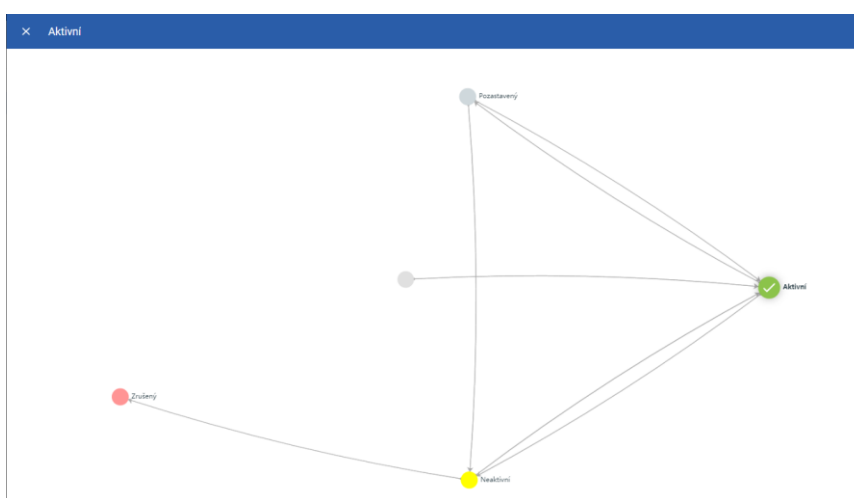 Aktivní
Pozastavený
Aktivní
Zrušený
Neaktivní